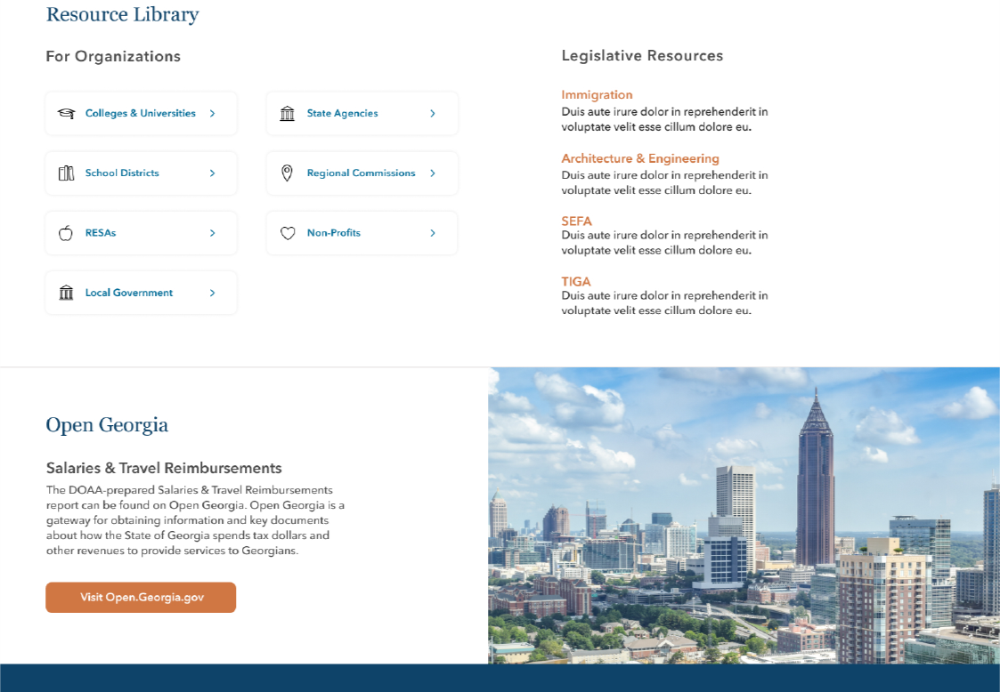 Resource Library
For Organizations
Colleges & Universities
State Agencies
School Districts
Regional Commissions
RESAs
Non-Profits
Local Government
Legislative Resources
Immigration
Duis aute irure dolor in reprehenderit in
voluptate velit esse cillum dolore eu.
Architecture & Engineering
Duis aute irure dolor in reprehenderit in
voluptate velit esse cillum dolore eu.
SEFA
Duis aute irure dolor in reprehenderit in
voluptate velit esse cillum dolore eu.
TIGA
Duis aute irure dolor in reprehenderit in
voluptate velit esse cillum dolore eu.
Open Georgia
Salaries & Travel Reimbursements
The DOAA-prepared Salaries & Travel Reimbursements
report can be found on Open Georgia. Open Georgia is a
gateway for obtaining information and key documents
about how the State of Georgia spends tax dollars and
other revenues to provide services to Georgians.
Visit Open.Georgia.gov